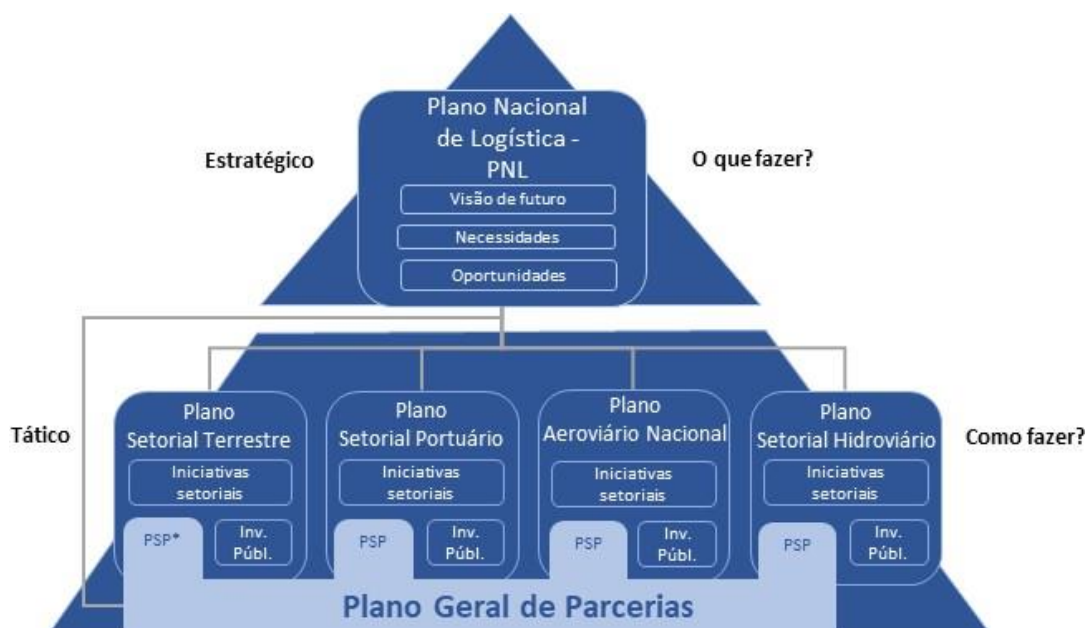 Plano Nacional
de Logística -
PNL
Estratégico
O que fazer?
Visão de futuro
Necessidades
Oportunidades
Plano
Setorial Terrestre
Plano
Setorial Portuário
Plano
Aeroviário Nacional
Plano
Setorial Hidroviário
Tático
Como fazer?
Iniciativas
setoriais
Iniciativas
setoriais
Iniciativas
setoriais
Iniciativas
setoriais
PSP*
Inv.
Públ.
PSP
Inv.
Públ.
PSP
Inv.
Públ.
PSP
Inv.
Públ.
Plano Geral de Parcerias